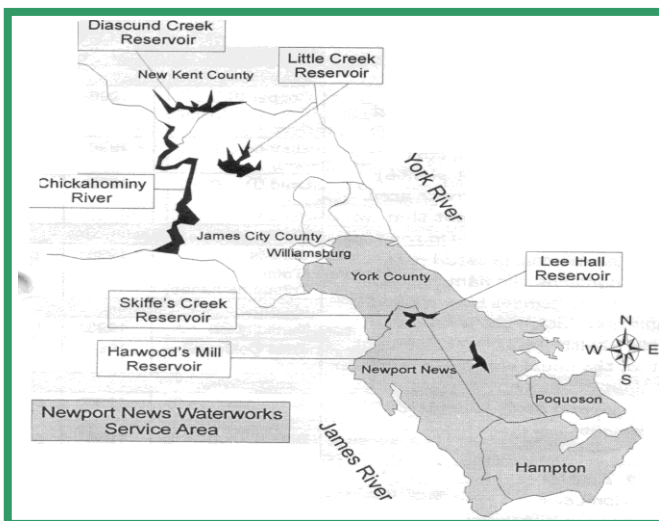 Diascund Creek
Reservoir
New Kent County
Little Creek
Reservoir
York River
Chickahominy
River
James City County
Williamsburg
York County
Lee Hall
Reservoir
Skiffe's Creek
Reservoir
Harwood's Mill
Reservoir
Newport News
N
W E
S
Poquoson
Newport News Waterworks
Service Area
James River
Hampton